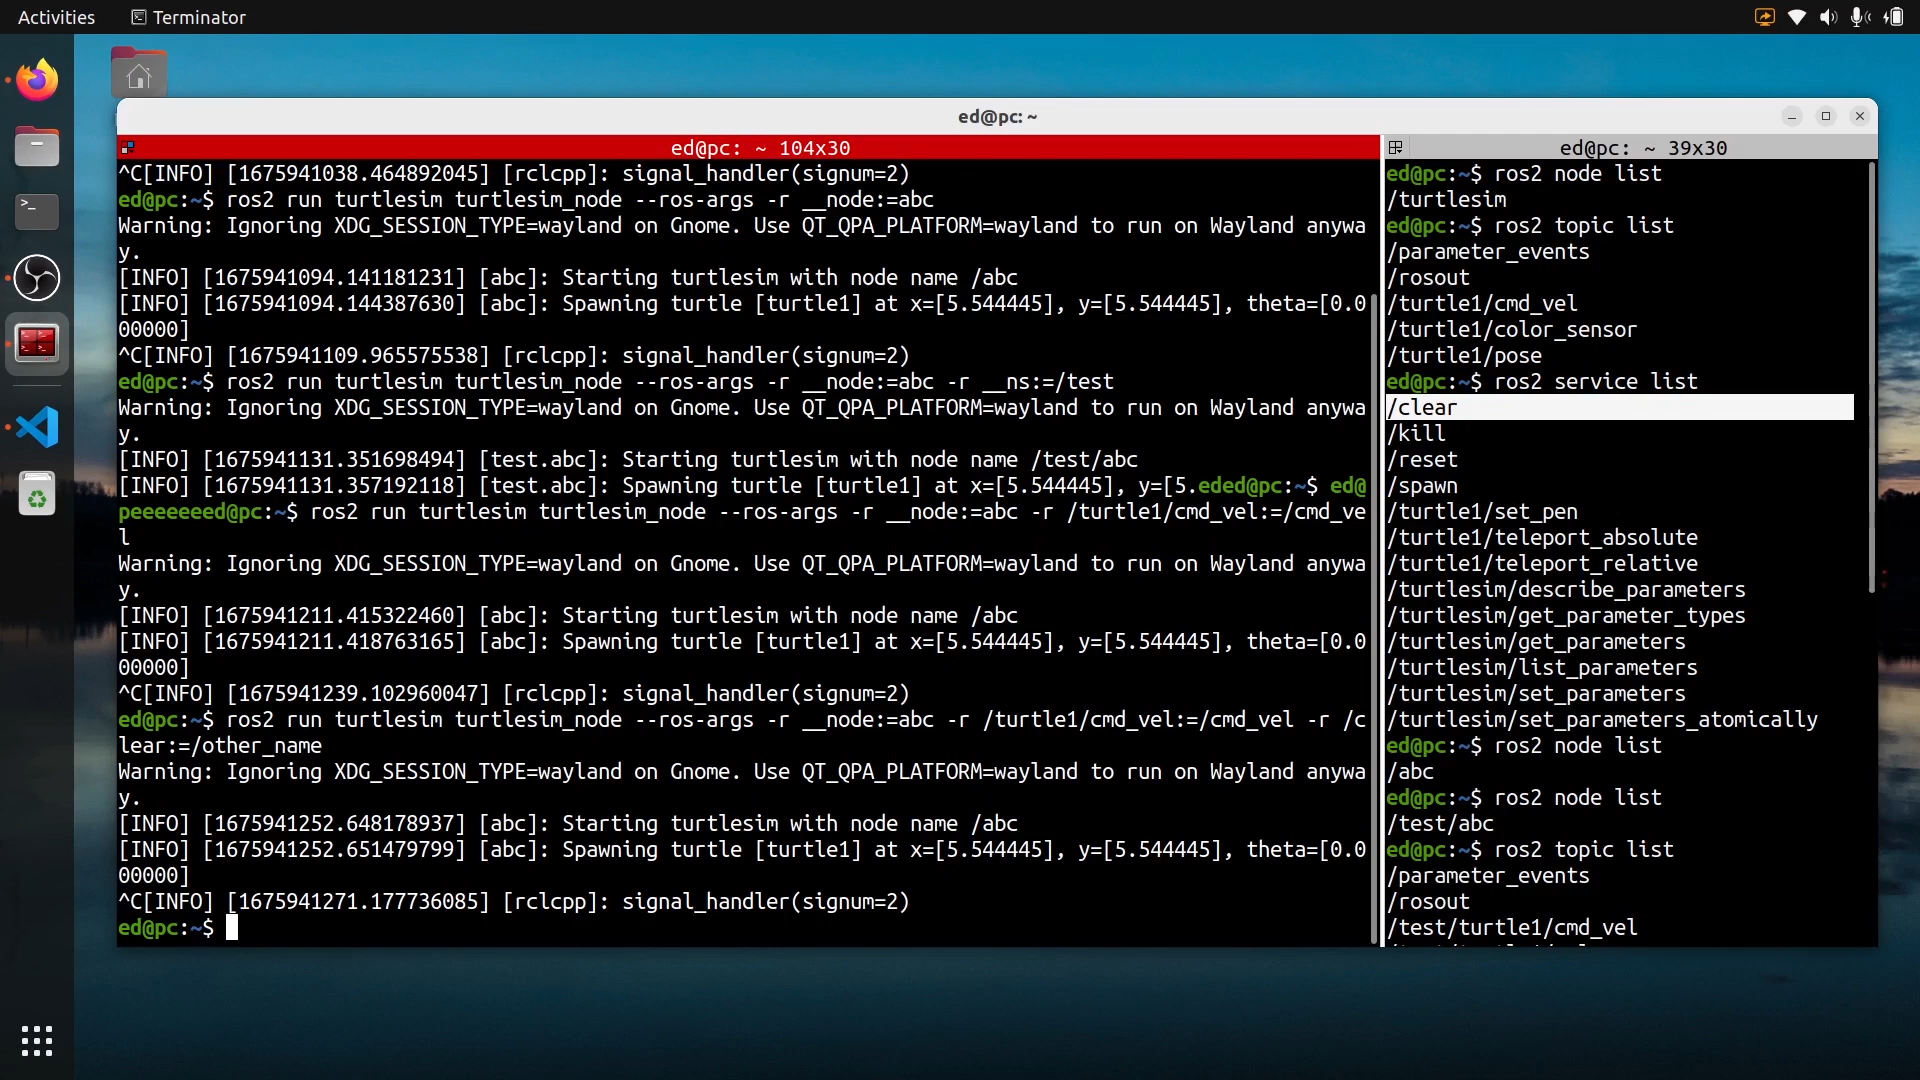 Activities
Terminator
ed@pc: ~
ed@pc: ~ 104x30
^C[INFO] [1675941038.464892045] [rclcpp]: signal_handler(signum=2)
ed@pc:~$ ros2 run turtlesim turtlesim_node --ros-args -r __node:=abc
Warning: Ignoring XDG_SESSION_TYPE=wayland on Gnome. Use QT_QPA_PLATFORM=wayland to run on Wayland anywa
y.
[INFO] [1675941094.141181231] [abc]: Starting turtlesim with node name /abc
[INFO] [1675941094.144387630] [abc]: Spawning turtle [turtle1] at x=[5.544445], y=[5.544445], theta=[0.0
00000]
^C[INFO] [1675941109.965575538] [rclcpp]: signal_handler(signum=2)
ed@pc:~$ ros2 run turtlesim turtlesim_node --ros-args -r __node:=abc -r __ns:=/test
Warning: Ignoring XDG_SESSION_TYPE=wayland on Gnome. Use QT_QPA_PLATFORM=wayland to run on Wayland anywa
y.
[INFO] [1675941131.351698494] [test.abc]: Starting turtlesim with node name /test/abc
[INFO] [1675941131.357192118] [test.abc]: Spawning turtle [turtle1] at x=[5.544445], y=[5.eded@pc:~$ ed@
peeeeeeed@pc:~$ ros2 run turtlesim turtlesim_node --ros-args -r __node:=abc -r /turtle1/cmd_vel:=/cmd_ve
l
Warning: Ignoring XDG_SESSION_TYPE=wayland on Gnome. Use QT_QPA_PLATFORM=wayland to run on Wayland anywa
y.
[INFO] [1675941211.415322460] [abc]: Starting turtlesim with node name /abc
[INFO] [1675941211.418763165] [abc]: Spawning turtle [turtle1] at x=[5.544445], y=[5.544445], theta=[0.0
00000]
^C[INFO] [1675941239.102960047] [rclcpp]: signal_handler(signum=2)
ed@pc:~$ ros2 run turtlesim turtlesim_node --ros-args -r __node:=abc -r /turtle1/cmd_vel:=/cmd_vel -r /c
lear:=/other_name
Warning: Ignoring XDG_SESSION_TYPE=wayland on Gnome. Use QT_QPA_PLATFORM=wayland to run on Wayland anywa
y.
[INFO] [1675941252.648178937] [abc]: Starting turtlesim with node name /abc
[INFO] [1675941252.651479799] [abc]: Spawning turtle [turtle1] at x=[5.544445], y=[5.544445], theta=[0.0
00000]
^C[INFO] [1675941271.177736085] [rclcpp]: signal_handler(signum=2)
ed@pc:~$
ed@pc: ~ 39x30
ed@pc:~$ ros2 node list
/turtlesim
ed@pc:~$ ros2 topic list
/parameter_events
/rosout
/turtle1/cmd_vel
/turtle1/color_sensor
/turtle1/pose
ed@pc:~$ ros2 service list
/clear
/kill
/reset
/spawn
/turtle1/set_pen
/turtle1/teleport_absolute
/turtle1/teleport_relative
/turtlesim/describe_parameters
/turtlesim/get_parameter_types
/turtlesim/get_parameters
/turtlesim/list_parameters
/turtlesim/set_parameters
/turtlesim/set_parameters_atomically
ed@pc:~$ ros2 node list
/abc
ed@pc:~$ ros2 node list
/test/abc
ed@pc:~$ ros2 topic list
/parameter_events
/rosout
/test/turtle1/cmd_vel